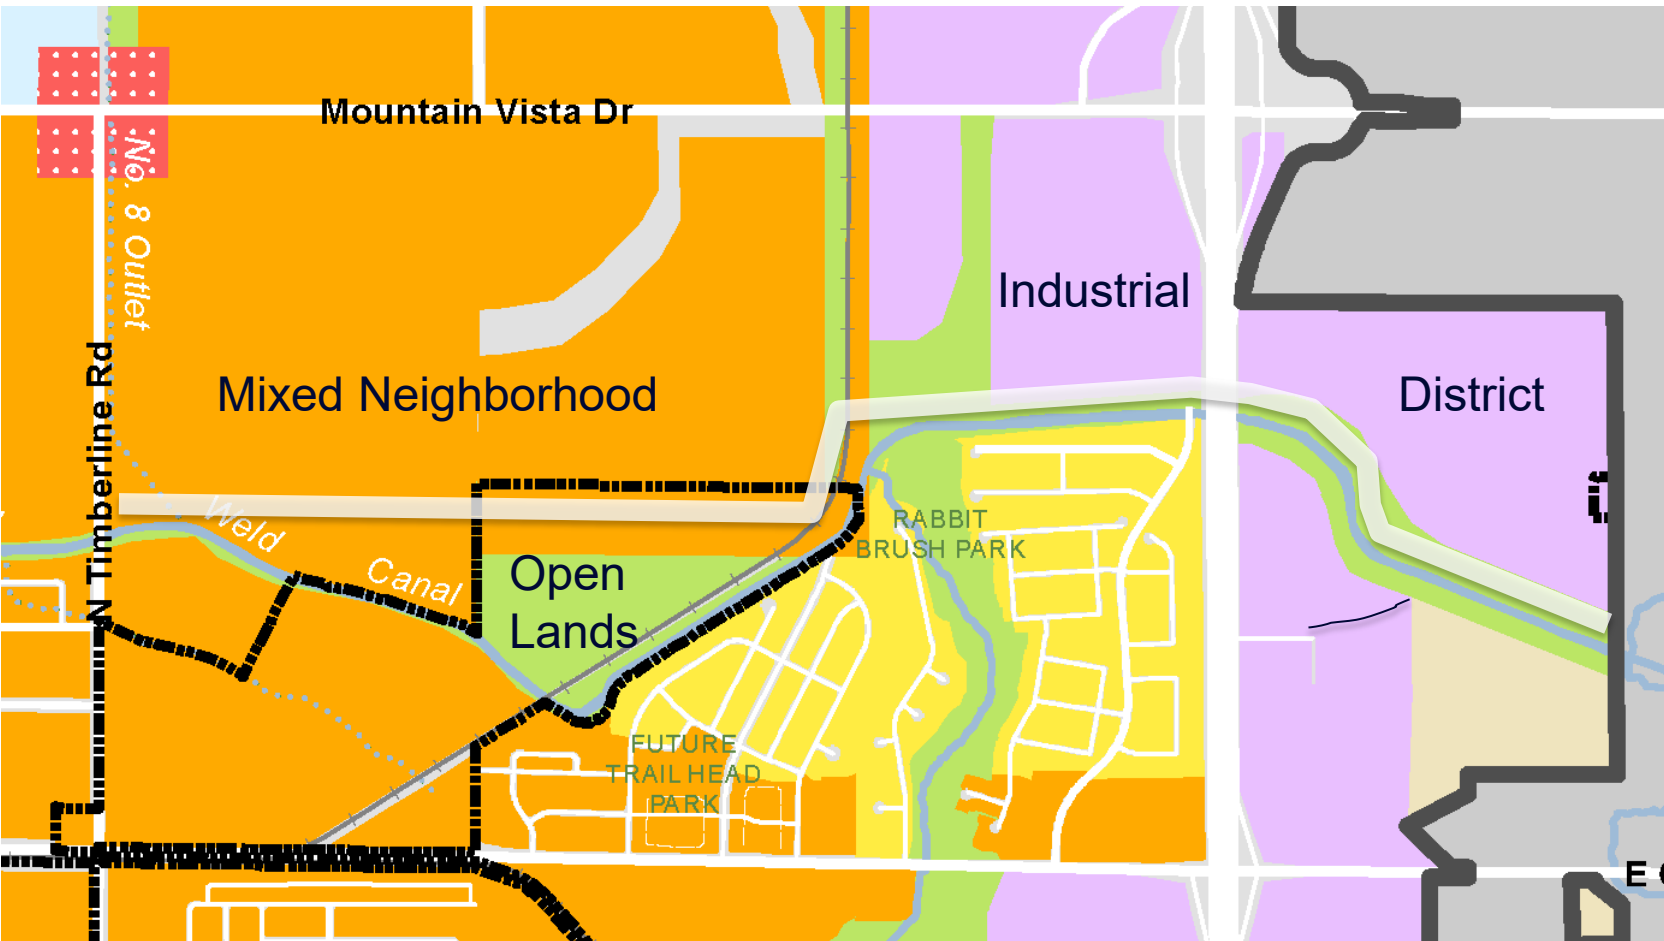 Mountain Vista Dr
No. 8 Outlet
Industrial
District
Mixed Neighborhood
N Timberline Rd
Weld
Canal
RABBIT
BRUSH PARK
Open
Lands
FUTURE
TRAIL HEAD
PARK
E